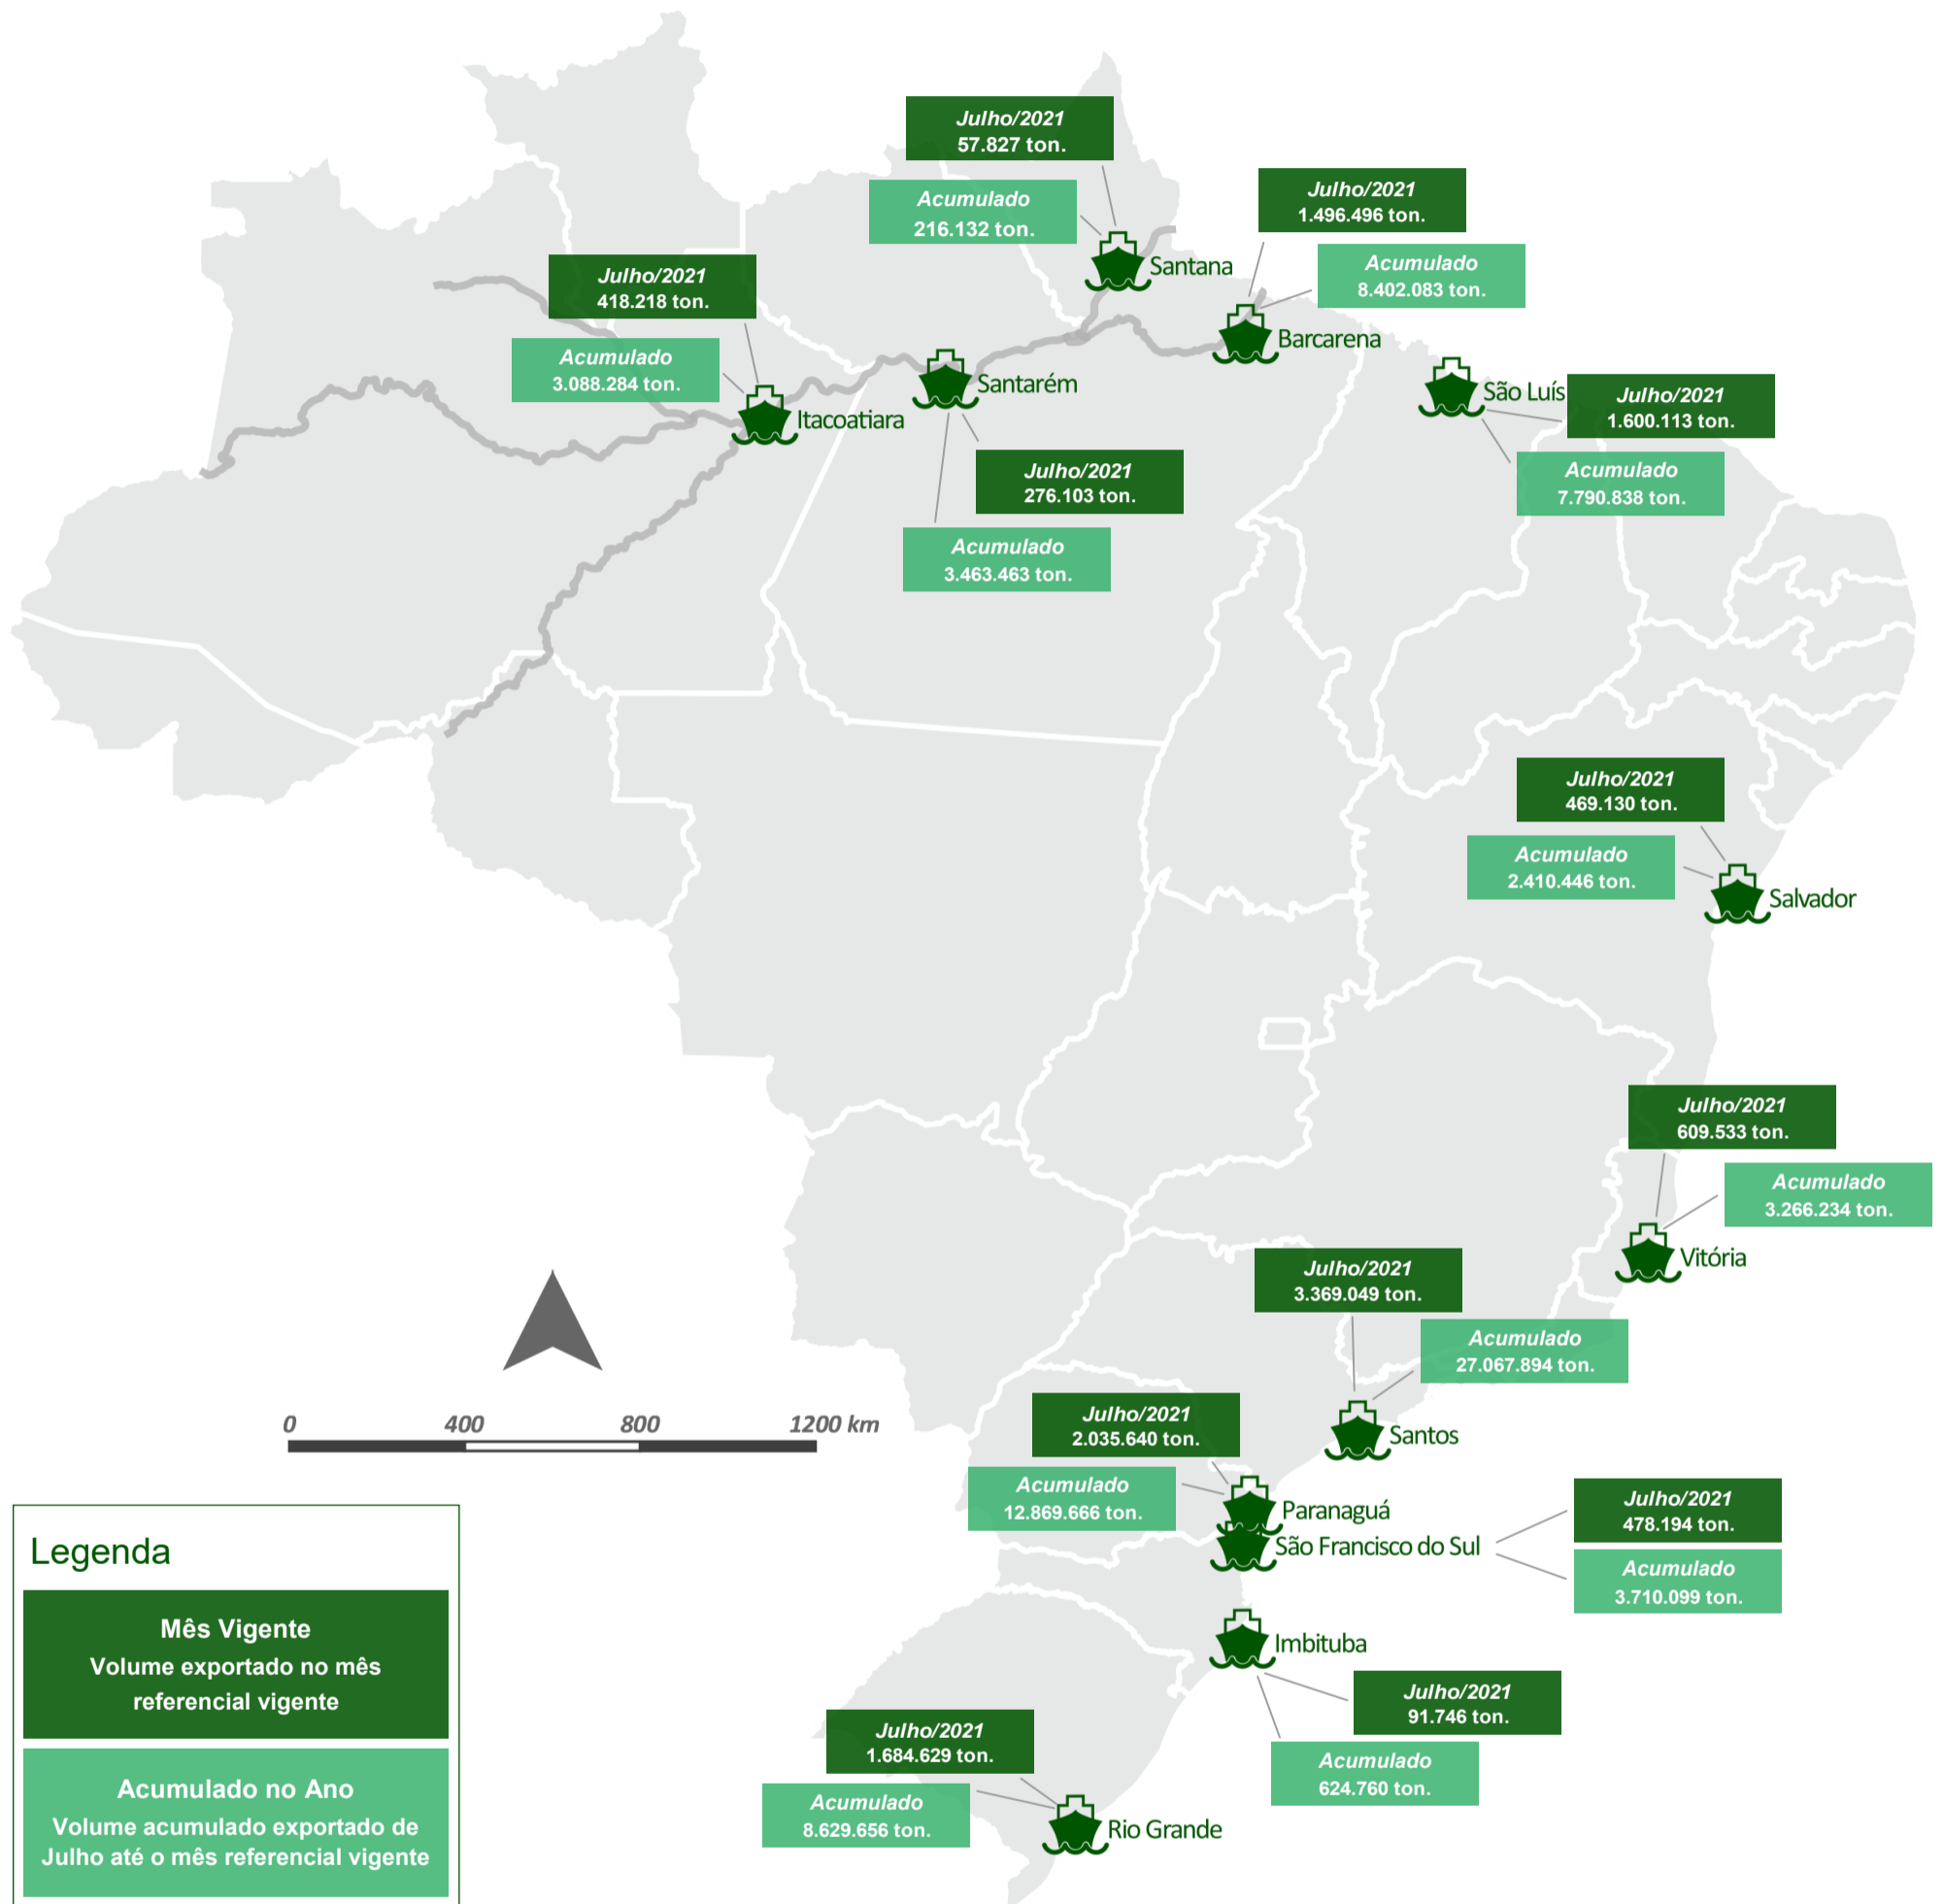 Julho/2021
57.827 ton.
Acumulado
216.132 ton.
Santana
Julho/2021
1.496.496 ton.
Acumulado
8.402.083 ton.
Barcarena
Julho/2021
418.218 ton.
Acumulado
3.088.284 ton.
Itacoatiara
Santarém
Julho/2021
276.103 ton.
Acumulado
3.463.463 ton.
São Luís
Julho/2021
1.600.113 ton.
Acumulado
7.790.838 ton.
Julho/2021
469.130 ton.
Acumulado
2.410.446 ton.
Salvador
Julho/2021
609.533 ton.
Acumulado
3.266.234 ton.
Vitória
Julho/2021
3.369.049 ton.
Acumulado
27.067.894 ton.
Santos
Julho/2021
2.035.640 ton.
Acumulado
12.869.666 ton.
Paranaguá
São Francisco do Sul
Julho/2021
478.194 ton.
Acumulado
3.710.099 ton.
Imbituba
Julho/2021
91.746 ton.
Acumulado
624.760 ton.
Julho/2021
1.684.629 ton.
Acumulado
8.629.656 ton.
Rio Grande
0 400 800 1200 km
Legenda
Mês Vigente
Volume exportado no mês
referencial vigente
Acumulado no Ano
Volume acumulado exportado de
Julho até o mês referencial vigente